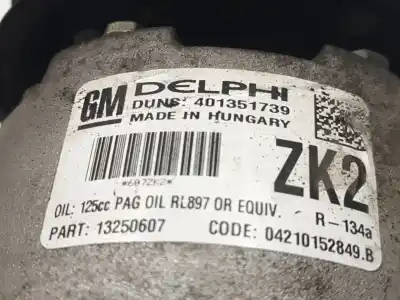 GM DELPHI
DUNS: 401351739
MADE IN HUNGARY
*607ZK2*
ZK2
OIL: 125cc PAG OIL RL897 OR EQUIV.
R-134a
PART: 13250607 CODE: 04210152849.B